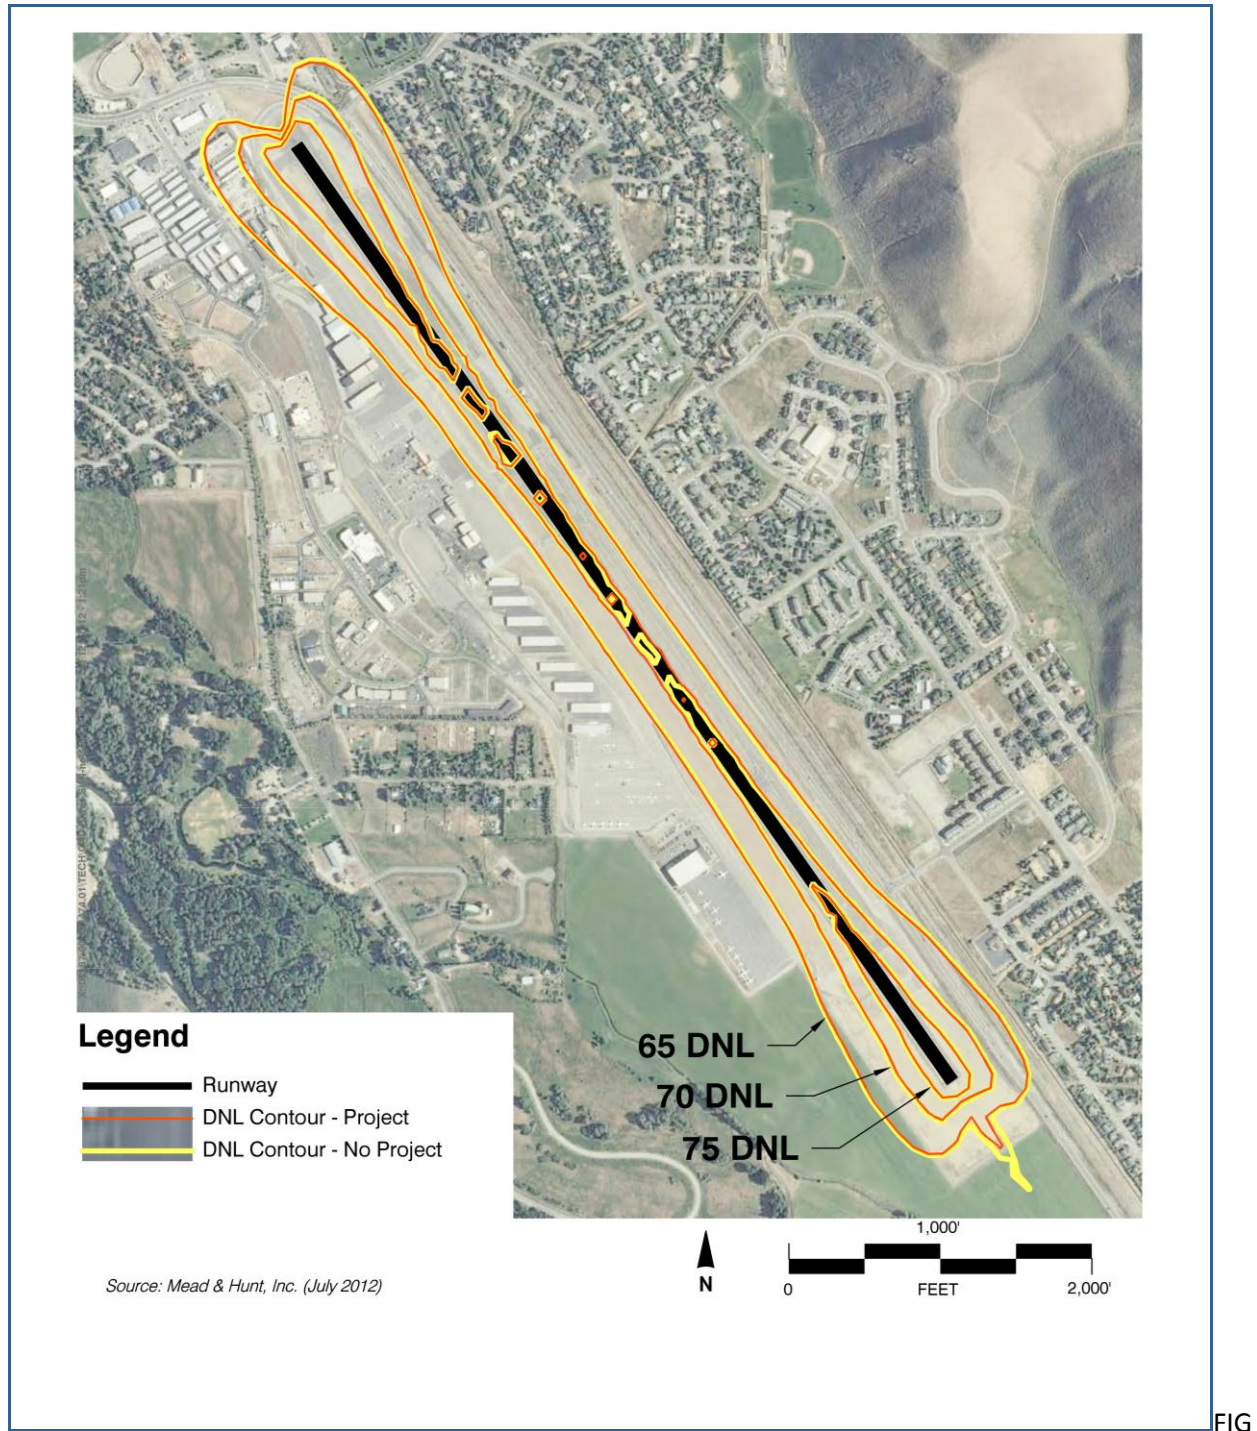 65 DNL
70 DNL
75 DNL
Legend
Runway
DNL Contour - Project
DNL Contour - No Project
1,000'
0
FEET
2,000'
N
Source: Mead & Hunt, Inc. (July 2012)
FIG